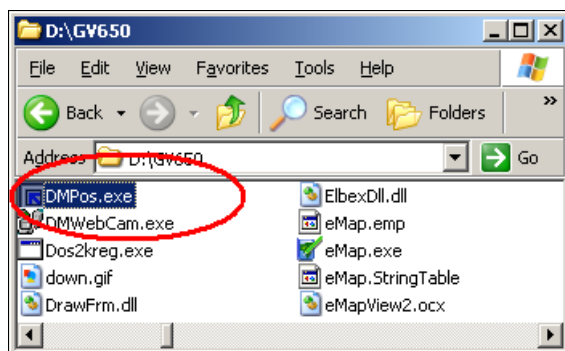 D:\GV650
File Edit View Favorites Tools Help
Back Search Folders »
Address D:\GV650 Go
DMPos.exe ElbexDll.dll
DMWebCam.exe eMap.emp
Dos2kreg.exe eMap.exe
down.gif eMap.StringTable
DrawFrm.dll eMapView2.ocx